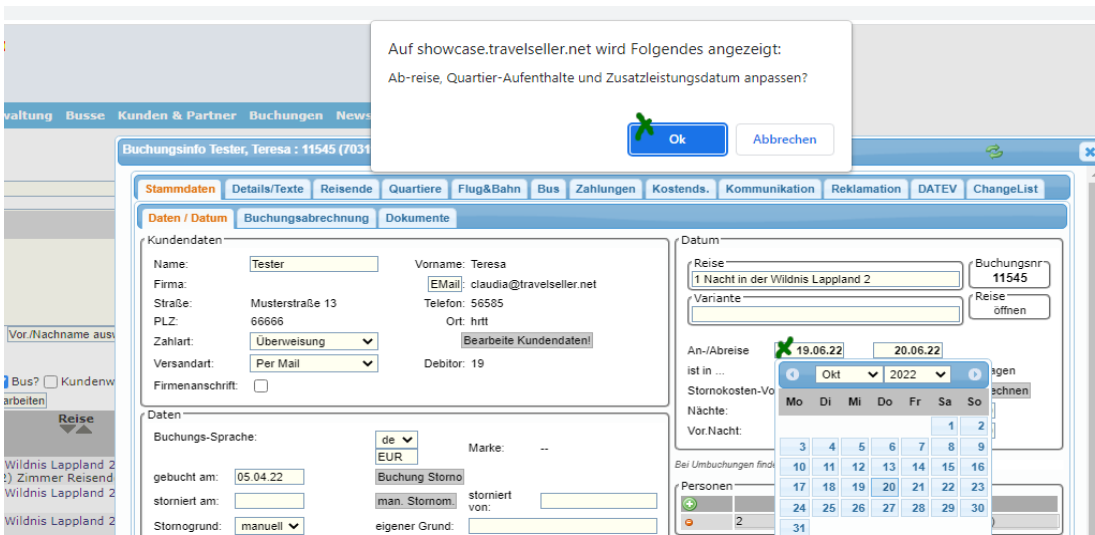 Auf showcase.travelseller.net wird Folgendes angezeigt:
Ab-reise, Quartier-Aufenthalte und Zusatzleistungsdatum anpassen?
Ok Abbrechen
waltung Busse Kunden & Partner Buchungen News
Buchungsinfo Tester, Teresa : 11545 (7031
Stammdaten Details/Texte Reisende Quartiere Flug&Bahn Bus Zahlungen Kostends. Kommunikation Reklamation DATEV ChangeList
Daten / Datum Buchungsabrechnung Dokumente
Kundendaten
Name: Tester Vorname: Teresa
Firma: EMail: claudia@travelseller.net
Straße: Musterstraße 13 Telefon: 56585
PLZ: 66666 Ort: hrtt
Zahlart: Überweisung Bearbeite Kundendaten!
Versandart: Per Mail Debitor: 19
Firmenanschrift:
Daten
Buchungs-Sprache: de
EUR
Marke: --
gebucht am: 05.04.22 Buchung Storno
storniert am: man. Stornom. storniert von:
Stornogrund: manuell eigener Grund:
Datum
Reise
1 Nacht in der Wildnis Lappland 2
Buchungsnr
11545
Variante
Reise
öffnen
An-/Abreise 19.06.22 20.06.22
ist in ... agen
Stornokosten-Vo echnen
Nächte:
Vor.Nacht:
Okt 2022
Mo Di Mi Do Fr Sa So
1 2
3 4 5 6 7 8 9
10 11 12 13 14 15 16
17 18 19 20 21 22 23
24 25 26 27 28 29 30
31
Bei Umbuchungen find
Personen
2
Vor./Nachname ausw
Bus? Kundenw
arbeiten
Reise
Wildnis Lappland 2
2) Zimmer Reisend
Wildnis Lappland 2
Wildnis Lappland 2